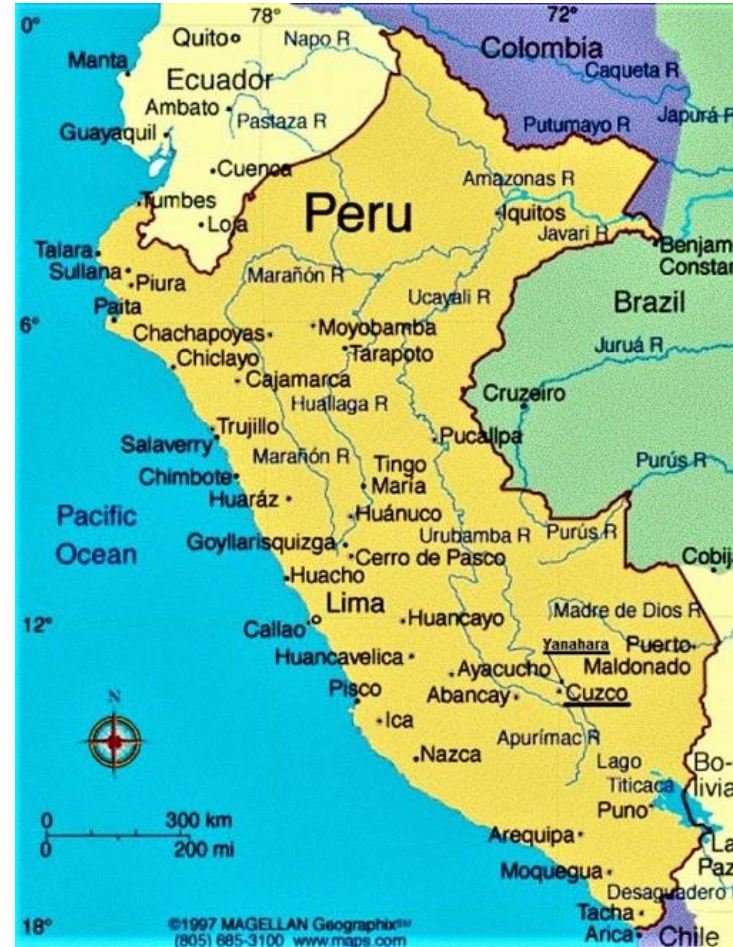 0°
78°
72°
Quito
Napo R
Colombia
Manta
Caqueta R
Ecuador
Ambato
Pastaza R
Japurá R
Guayaquil
Putumayo R
Cuenca
Amazonas R
Tumbes
Peru
Iquitos
Loja
Javari R
Talara
Benjam
Constan
Sullana
Marañón R
Piura
Ucayali R
Paita
Brazil
6°
Chachapoyas
Moyobamba
Juruá R
Chiclayo
Tarapoto
Cajamarca
Cruzeiro
Huallaga R
Trujillo
Pucallpa
Salaverry
Marañón R
Tingo
María
Purús R
Chimbote
Huaráz
Pacific
Ocean
Huánuco
Goyllarisquizga
Urubamba R
Purús R
Cerro de Pasco
Cobija
Huacho
Lima
12°
Callao
Huancayo
Madre de Dios R
Yanahara
Puerto
Maldonado
Huancavelica
Ayacucho
Pisco
Abancay
Cuzco
N
Ica
Apurímac R
Nazca
Lago
Titicaca
Bo-
livia
Puno
0 300 km
0 200 mi
Arequipa
La
Paz
Moquegua
Desaguadero
Tacha
18°
©1997 MAGELLAN Geographix℠
(805) 685-3100 www.maps.com
Arica
Chile